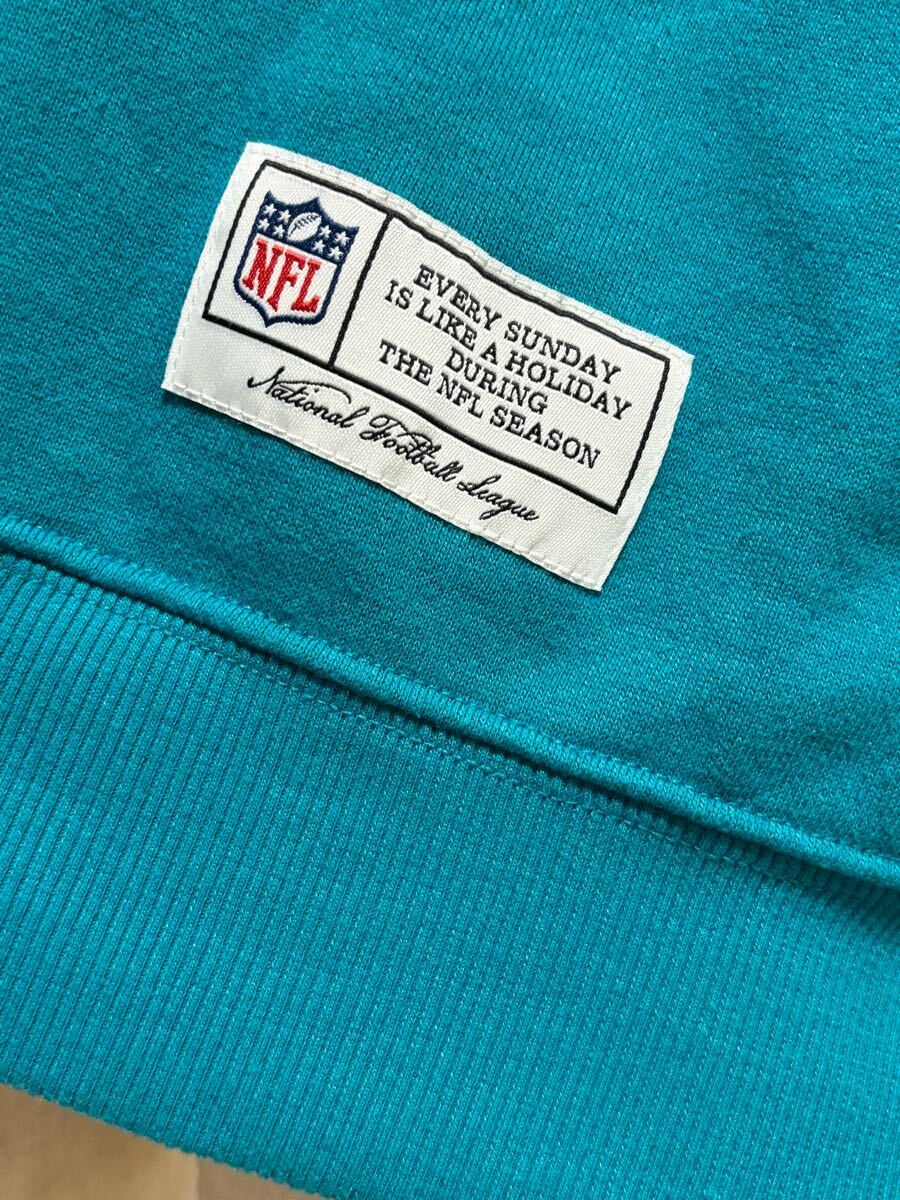 NFL
EVERY SUNDAY
IS LIKE A HOLIDAY
DURING
THE NFL SEASON
National Football League